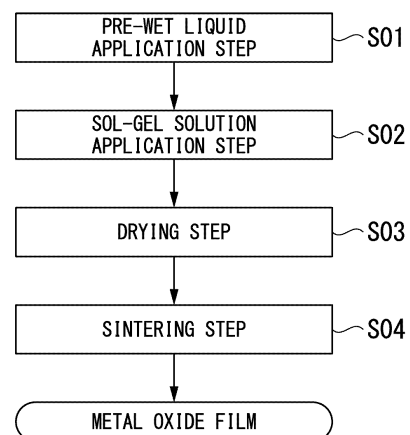 PRE-WET LIQUID
APPLICATION STEP
S01
SOL-GEL SOLUTION
APPLICATION STEP
S02
DRYING STEP
S03
SINTERING STEP
S04
METAL OXIDE FILM